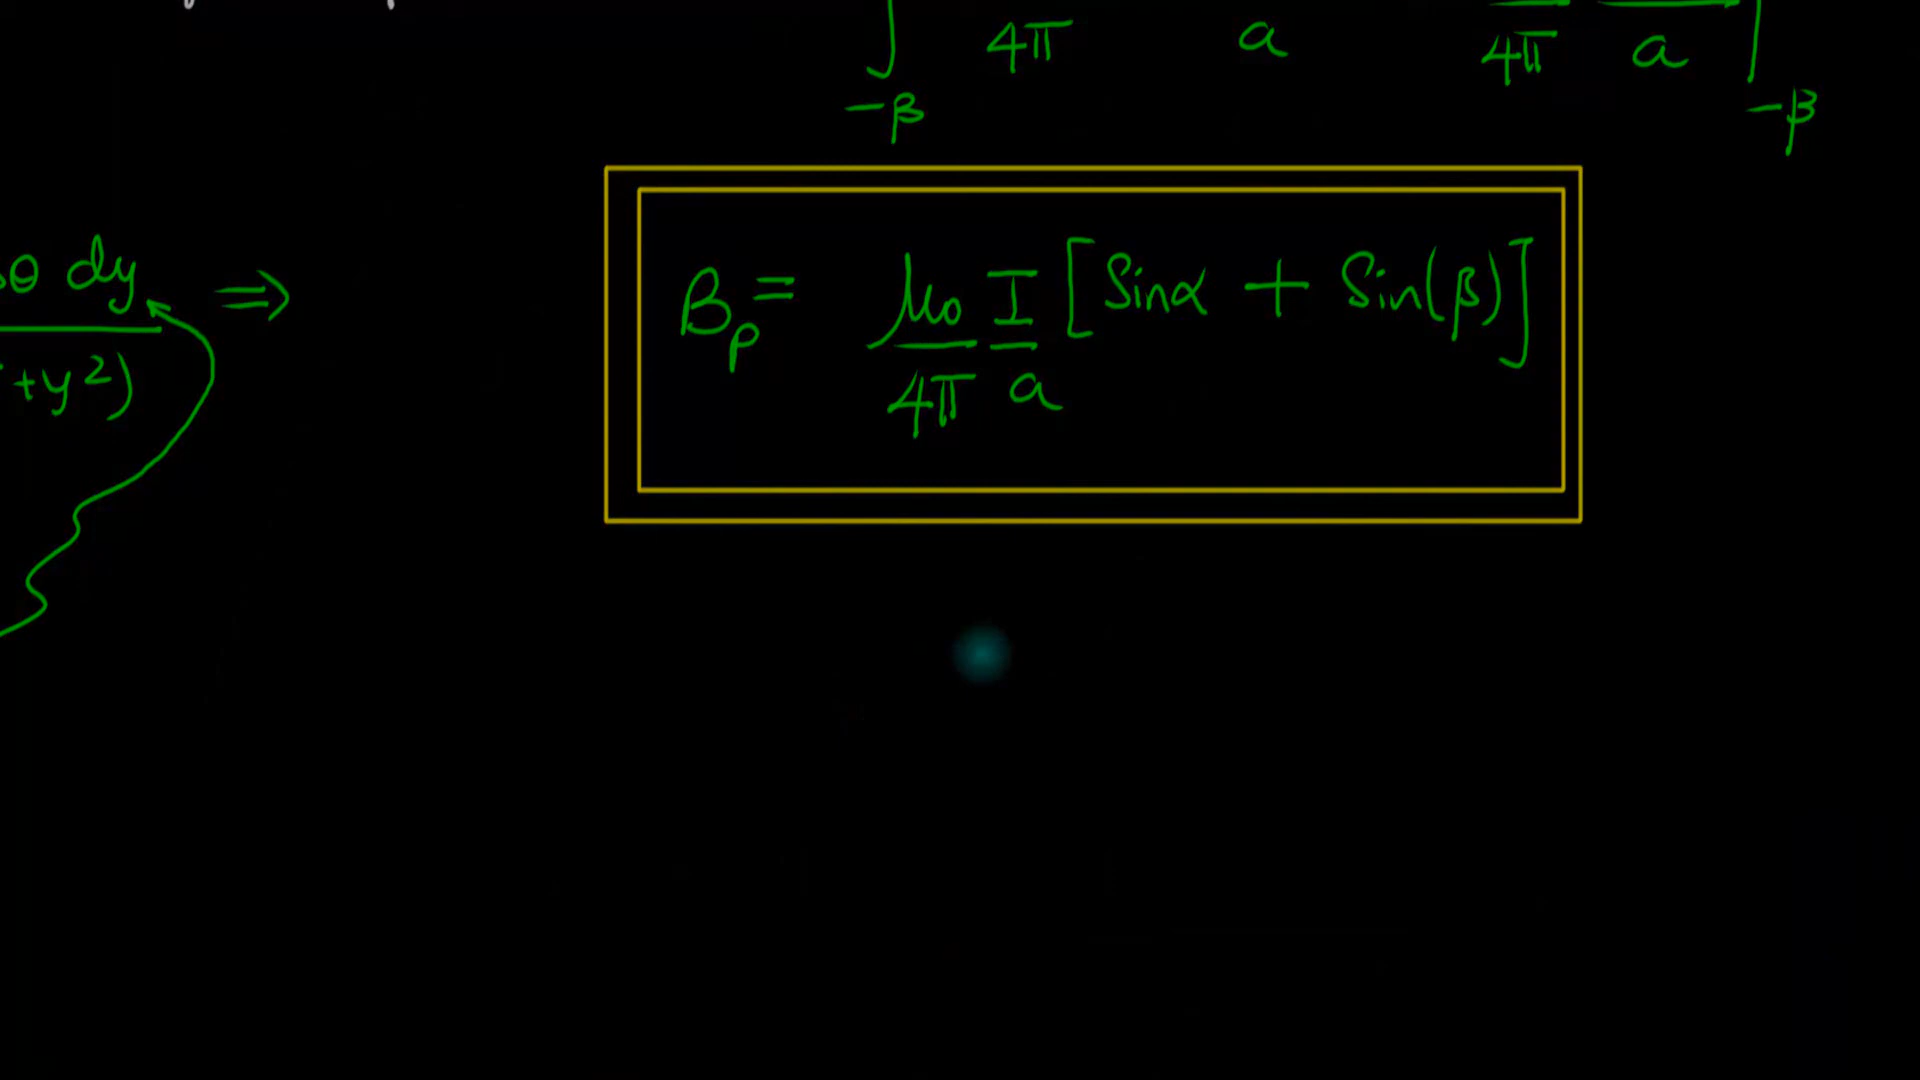 ∫ 4π a 4π a |
-β -β
θ dy ⇒
+y²)
B_p = μ₀/4π I/a [Sinα + Sin(β)]